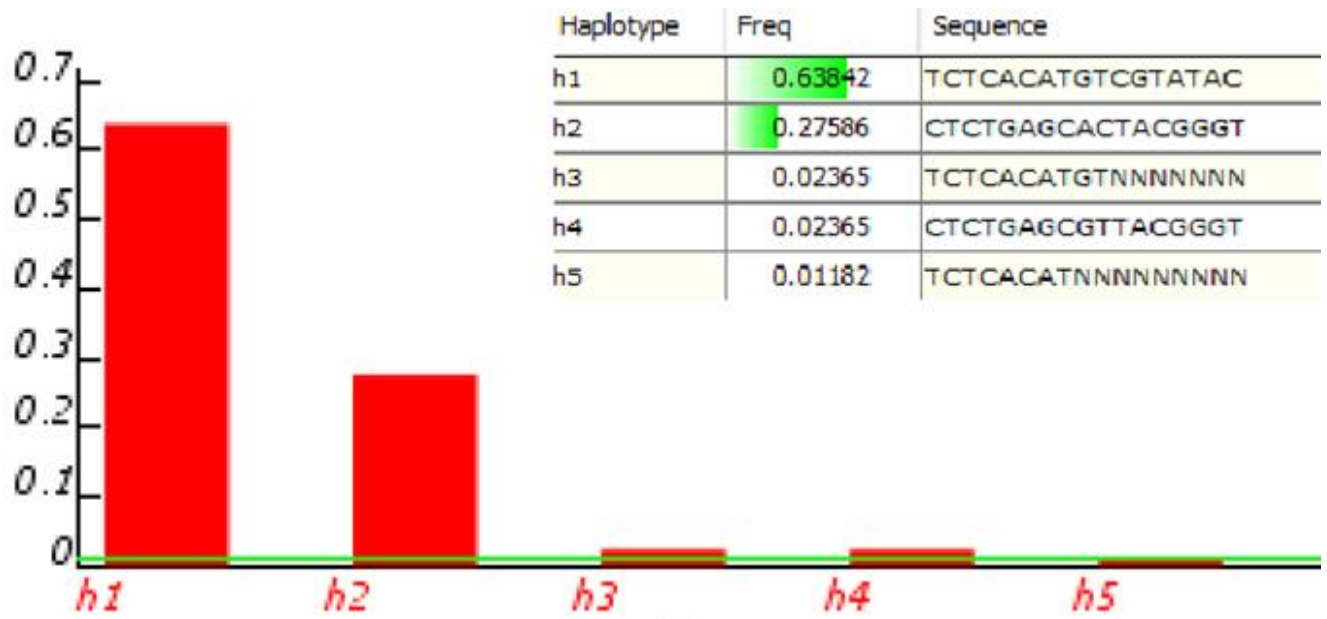 Haplotype Freq Sequence
h1 0.63842 TCTCACATGTCGTATAC
h2 0.27586 CTCTGAGCACTACGGGT
h3 0.02365 TCTCACATGTNNNNNNN
h4 0.02365 CTCTGAGCGTTACGGGT
h5 0.01182 TCTCACATNNNNNNNNN
0.7
0.6
0.5
0.4
0.3
0.2
0.1
0
h1 h2 h3 h4 h5